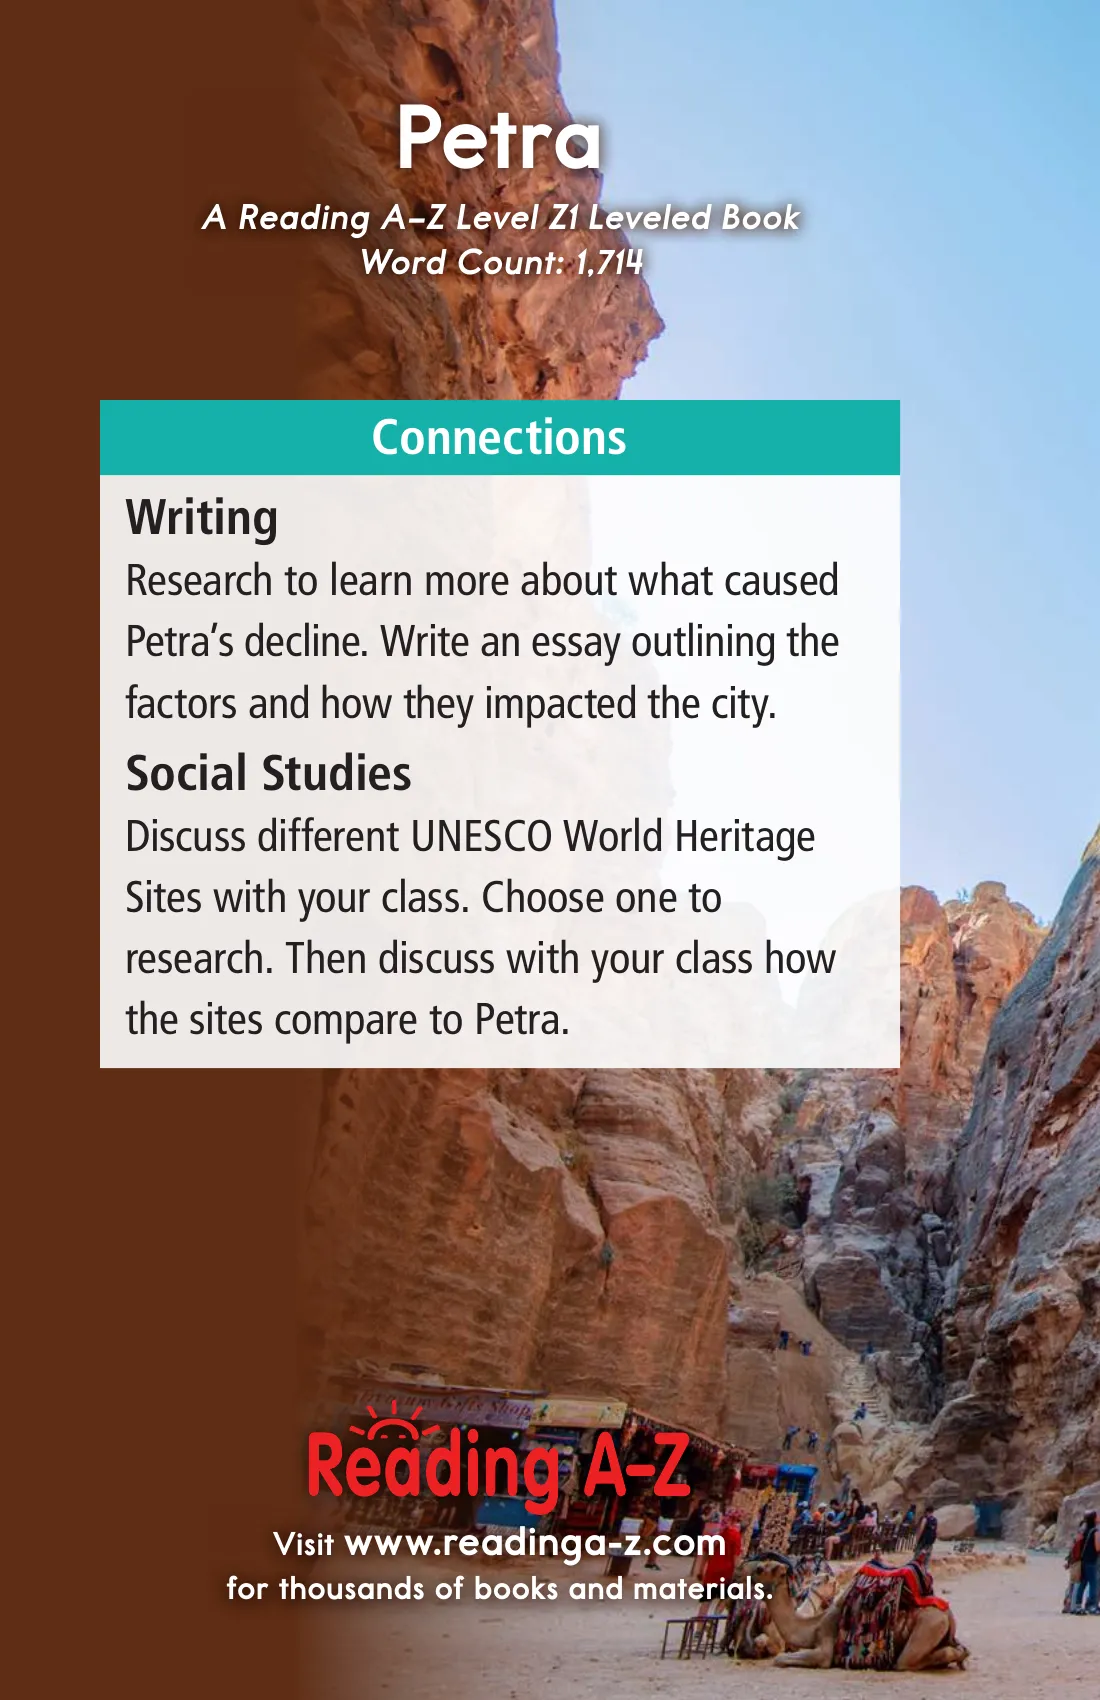 Petra
A Reading A–Z Level Z1 Leveled Book
Word Count: 1,714
Connections
Writing
Research to learn more about what caused
Petra’s decline. Write an essay outlining the
factors and how they impacted the city.
Social Studies
Discuss different UNESCO World Heritage
Sites with your class. Choose one to
research. Then discuss with your class how
the sites compare to Petra.
Reading A–Z
Visit www.readinga-z.com
for thousands of books and materials.